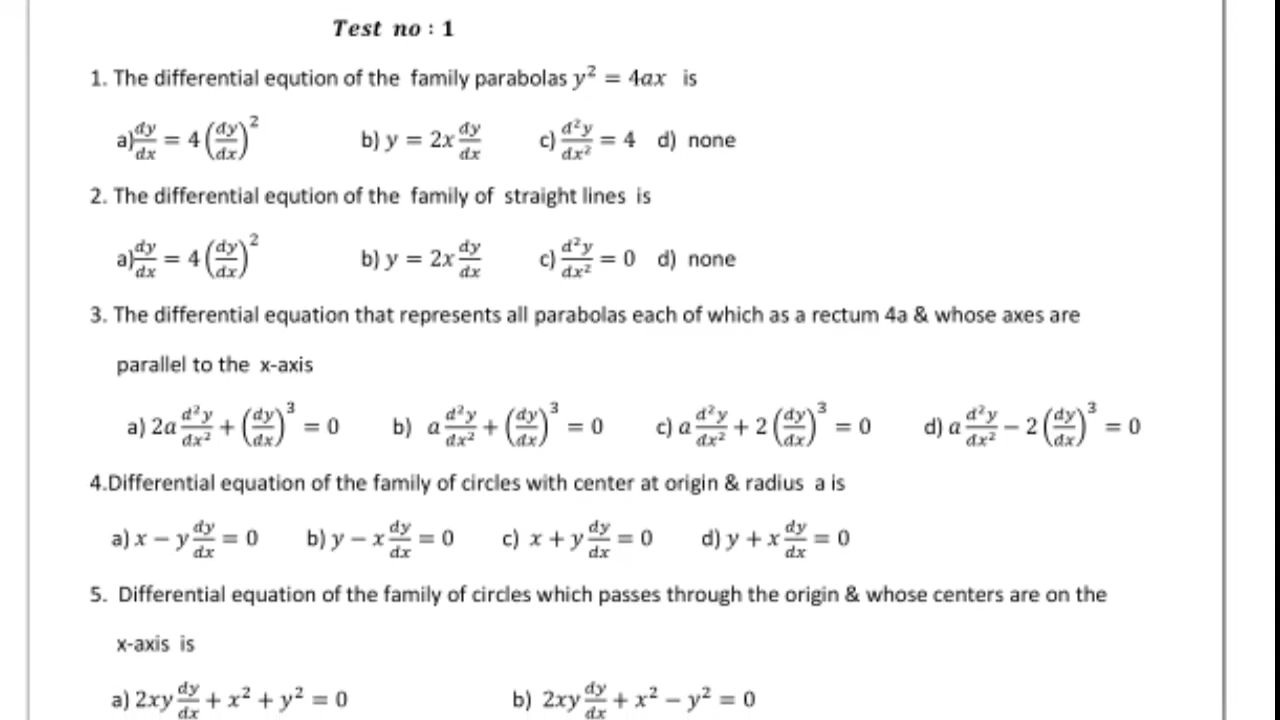 Test no : 1
1. The differential eqution of the family parabolas y² = 4ax is
a) dy/dx = 4 (dy/dx)² b) y = 2x dy/dx c) d²y/dx² = 4 d) none
2. The differential eqution of the family of straight lines is
a) dy/dx = 4 (dy/dx)² b) y = 2x dy/dx c) d²y/dx² = 0 d) none
3. The differential equation that represents all parabolas each of which as a rectum 4a & whose axes are
parallel to the x-axis
a) 2a d²y/dx² + (dy/dx)³ = 0 b) a d²y/dx² + (dy/dx)³ = 0 c) a d²y/dx² + 2 (dy/dx)³ = 0 d) a d²y/dx² − 2 (dy/dx)³ = 0
4.Differential equation of the family of circles with center at origin & radius a is
a) x − y dy/dx = 0 b) y − x dy/dx = 0 c) x + y dy/dx = 0 d) y + x dy/dx = 0
5. Differential equation of the family of circles which passes through the origin & whose centers are on the
x-axis is
a) 2xy dy/dx + x² + y² = 0 b) 2xy dy/dx + x² − y² = 0